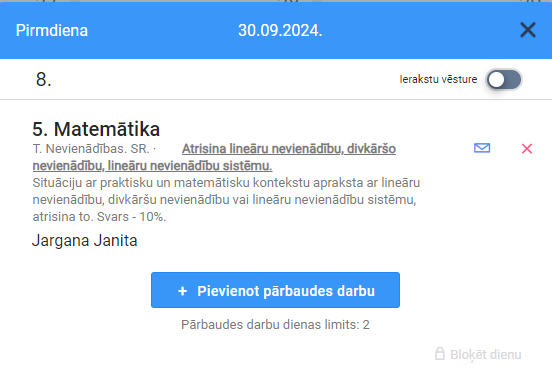 Pirmdiena 30.09.2024.
8. Ierakstu vēsture
5. Matemātika
T. Nevienādības. SR. · Atrisina lineāru nevienādību, divkāršo
nevienādību, lineāru nevienādību sistēmu.
Situāciju ar praktisku un matemātisku kontekstu apraksta ar lineāru
nevienādību, divkāršu nevienādību vai lineāru nevienādību sistēmu,
atrisina to. Svars - 10%.
Jargana Janita
+ Pievienot pārbaudes darbu
Pārbaudes darbu dienas limits: 2
Bloķēt dienu